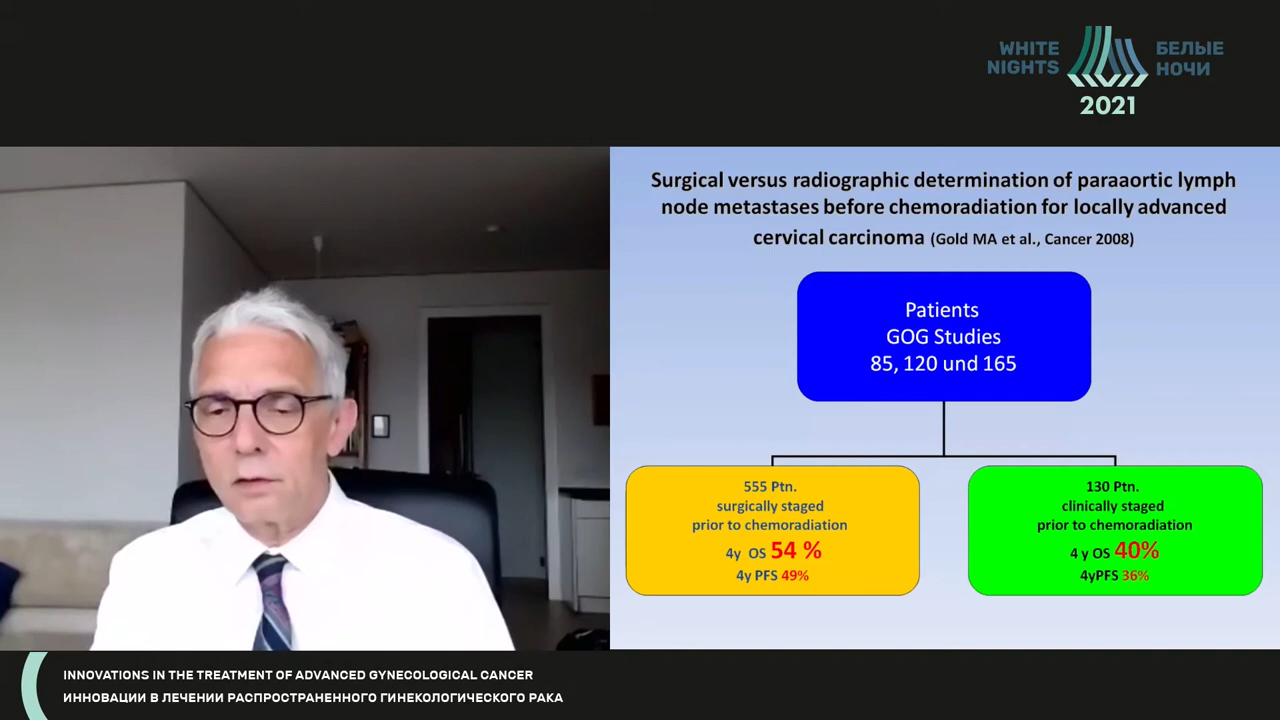 WHITE
NIGHTS
БЕЛЫЕ
НОЧИ
2021
Surgical versus radiographic determination of paraaortic lymph
node metastases before chemoradiation for locally advanced
cervical carcinoma (Gold MA et al., Cancer 2008)
Patients
GOG Studies
85, 120 und 165
555 Ptn.
surgically staged
prior to chemoradiation
4y OS 54 %
4y PFS 49%
130 Ptn.
clinically staged
prior to chemoradiation
4 y OS 40%
4yPFS 36%
INNOVATIONS IN THE TREATMENT OF ADVANCED GYNECOLOGICAL CANCER
ИННОВАЦИИ В ЛЕЧЕНИИ РАСПРОСТРАНЕННОГО ГИНЕКОЛОГИЧЕСКОГО РАКА